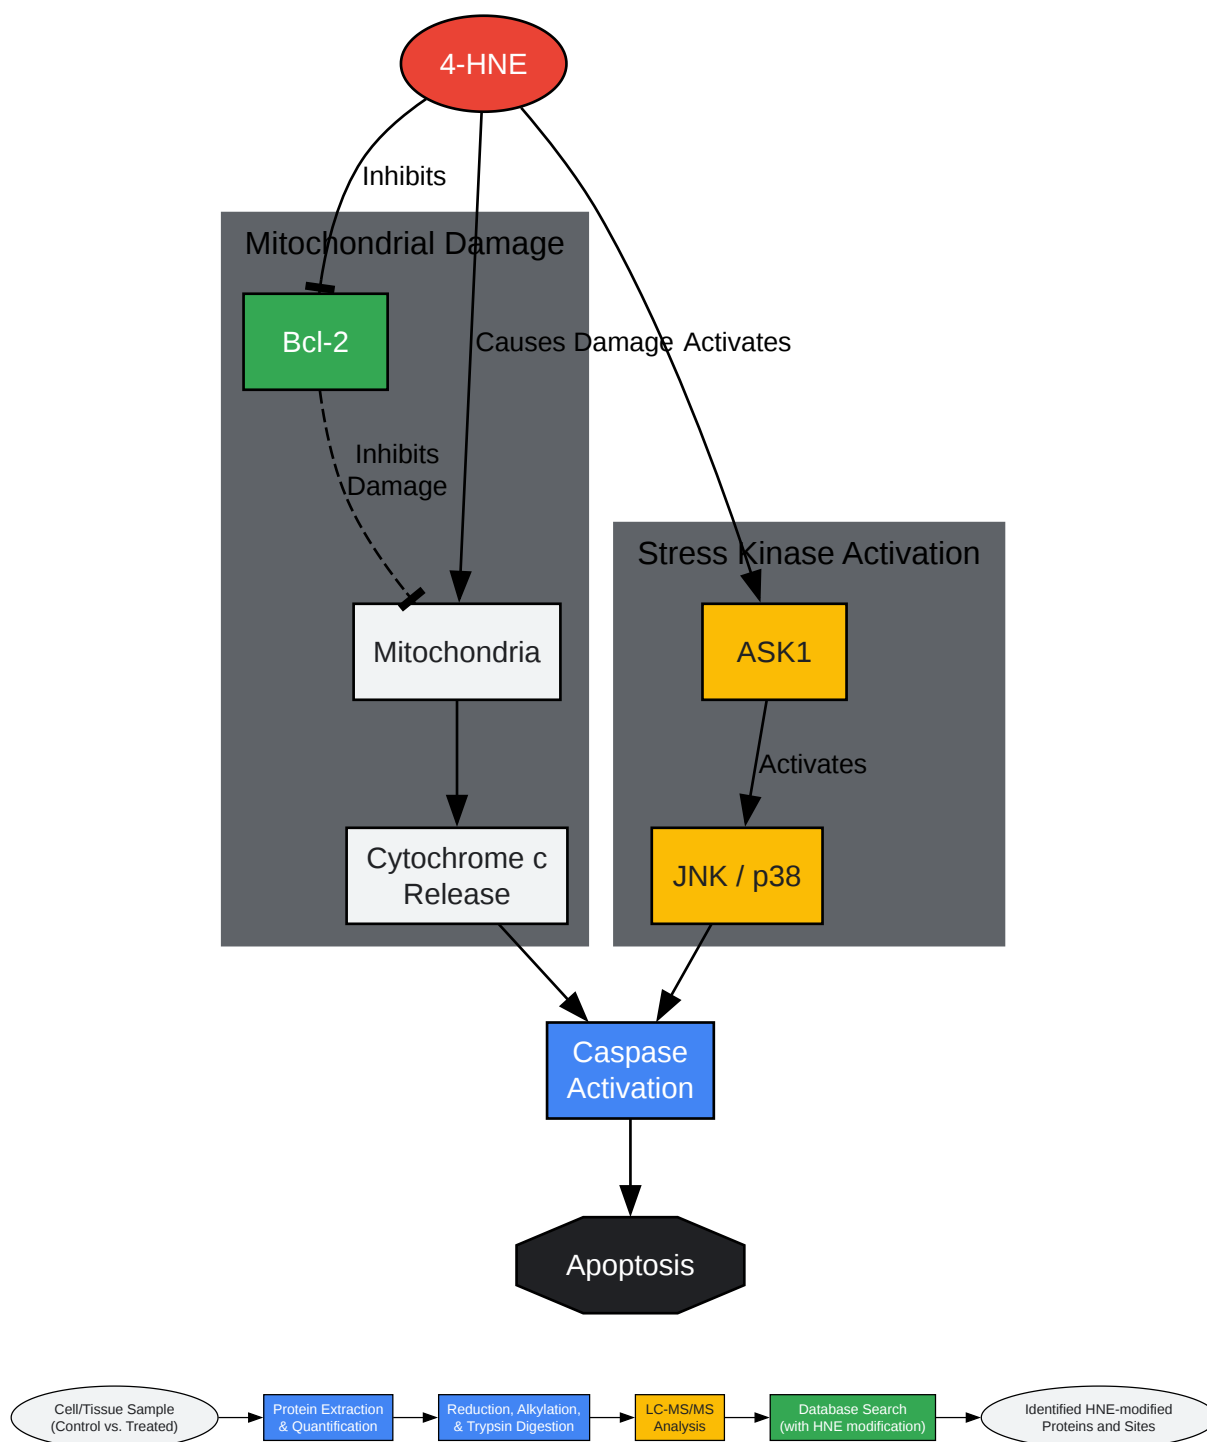 4-HNE
Inhibits
Mitochondrial Damage
Bcl-2
Causes Damage
Activates
Inhibits
Damage
Stress Kinase Activation
Mitochondria
ASK1
Activates
Cytochrome c
Release
JNK / p38
Caspase
Activation
Apoptosis
Cell/Tissue Sample
(Control vs. Treated)
Protein Extraction
& Quantification
Reduction, Alkylation,
& Trypsin Digestion
LC-MS/MS
Analysis
Database Search
(with HNE modification)
Identified HNE-modified
Proteins and Sites